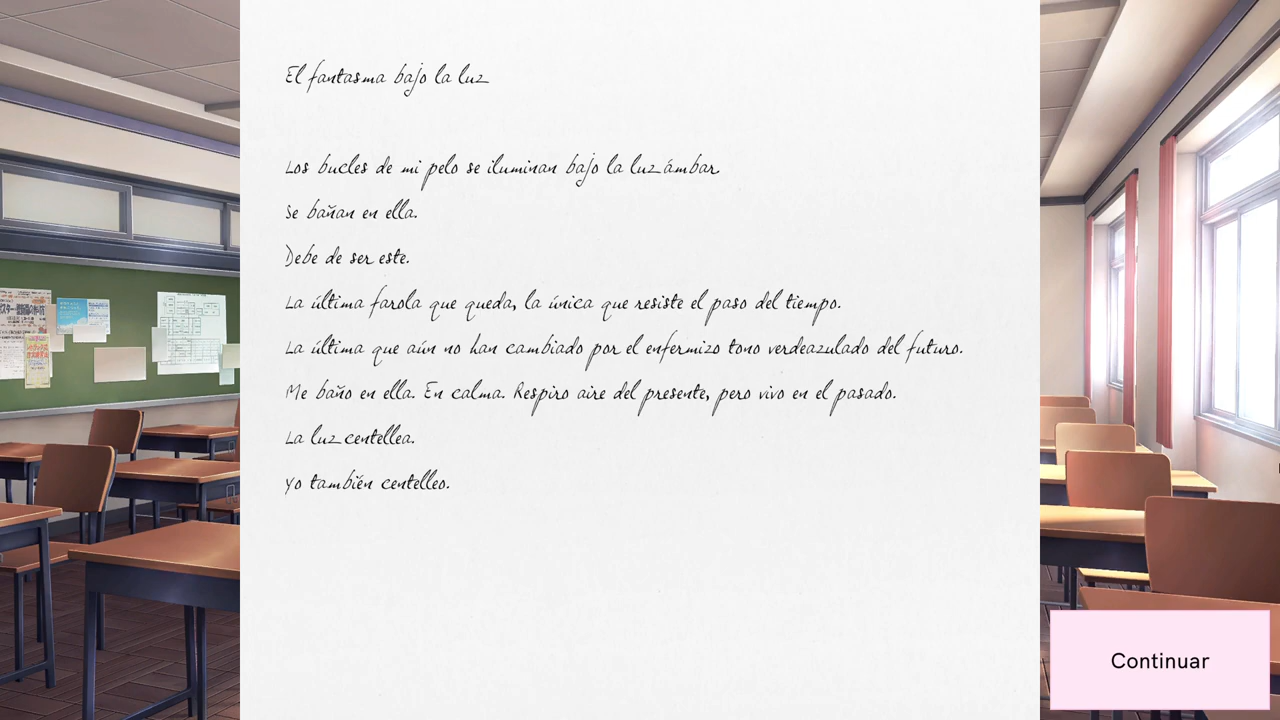 El fantasma bajo la luz
Los bucles de mi pelo se iluminan bajo la luz ámbar
Se bañan en ella.
Debe de ser este.
La última farola que queda, la única que resiste el paso del tiempo.
La última que aún no han cambiado por el enfermizo tono verdeazulado del futuro.
Me baño en ella. En calma. Respiro aire del presente, pero vivo en el pasado.
La luz centellea.
Yo también centelleo.
Continuar